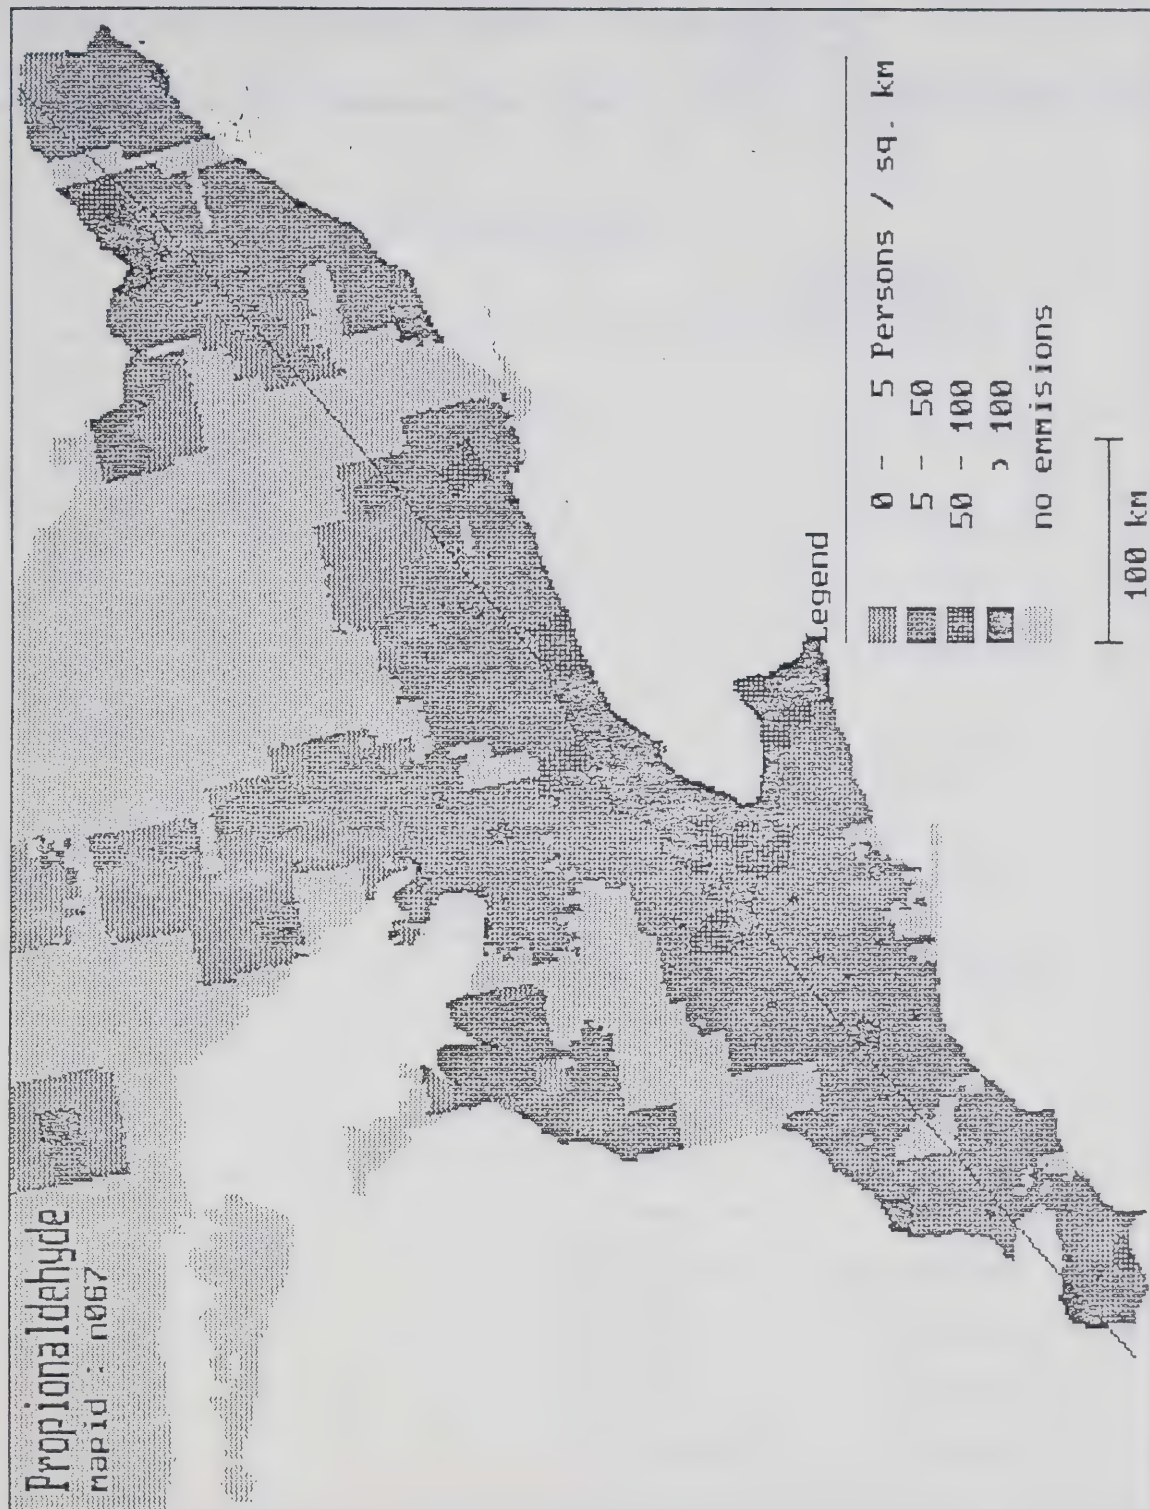 Propionaldehyde
mapid : n067
Legend
0 - 5 Persons / sq. km
5 - 50
50 - 100
> 100
no emmisions
100 km